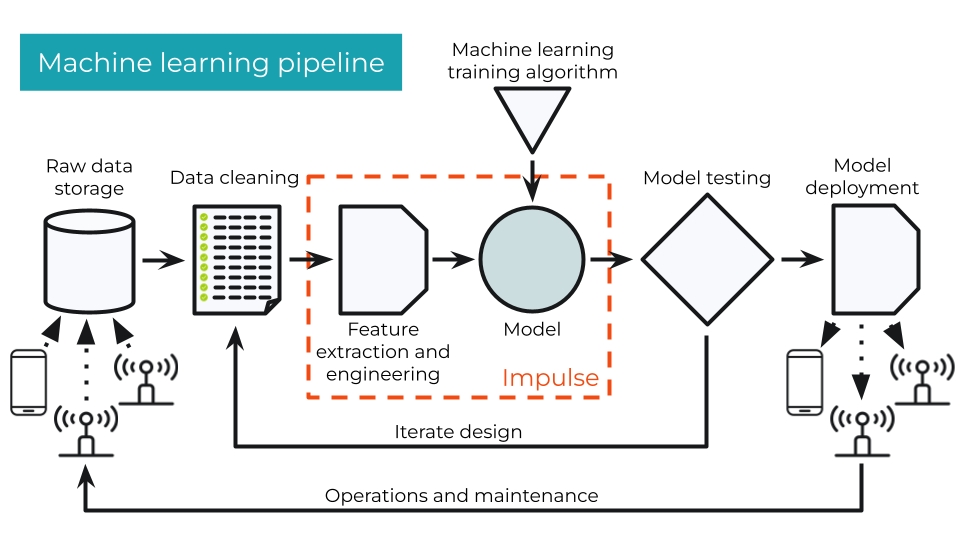 Machine learning pipeline
Machine learning
training algorithm
Raw data
storage
Data cleaning
Model testing
Model
deployment
Feature
extraction and
engineering
Model
Impulse
Iterate design
Operations and maintenance